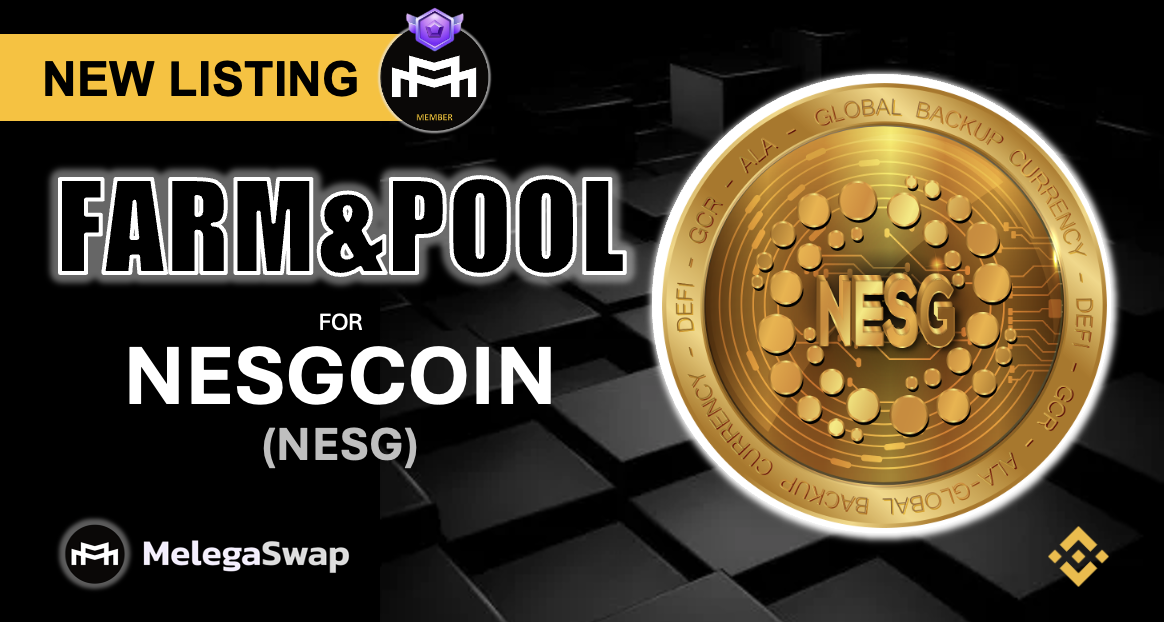 NEW LISTING
MEMBER
FARM&POOL
FOR
NESGCOIN
(NESG)
MelegaSwap
GLOBAL BACKUP CURRENCY - DEFI - GCR - ALA-GLOBAL BACKUP CURRENCY - DEFI - GCR - ALA -
NESG